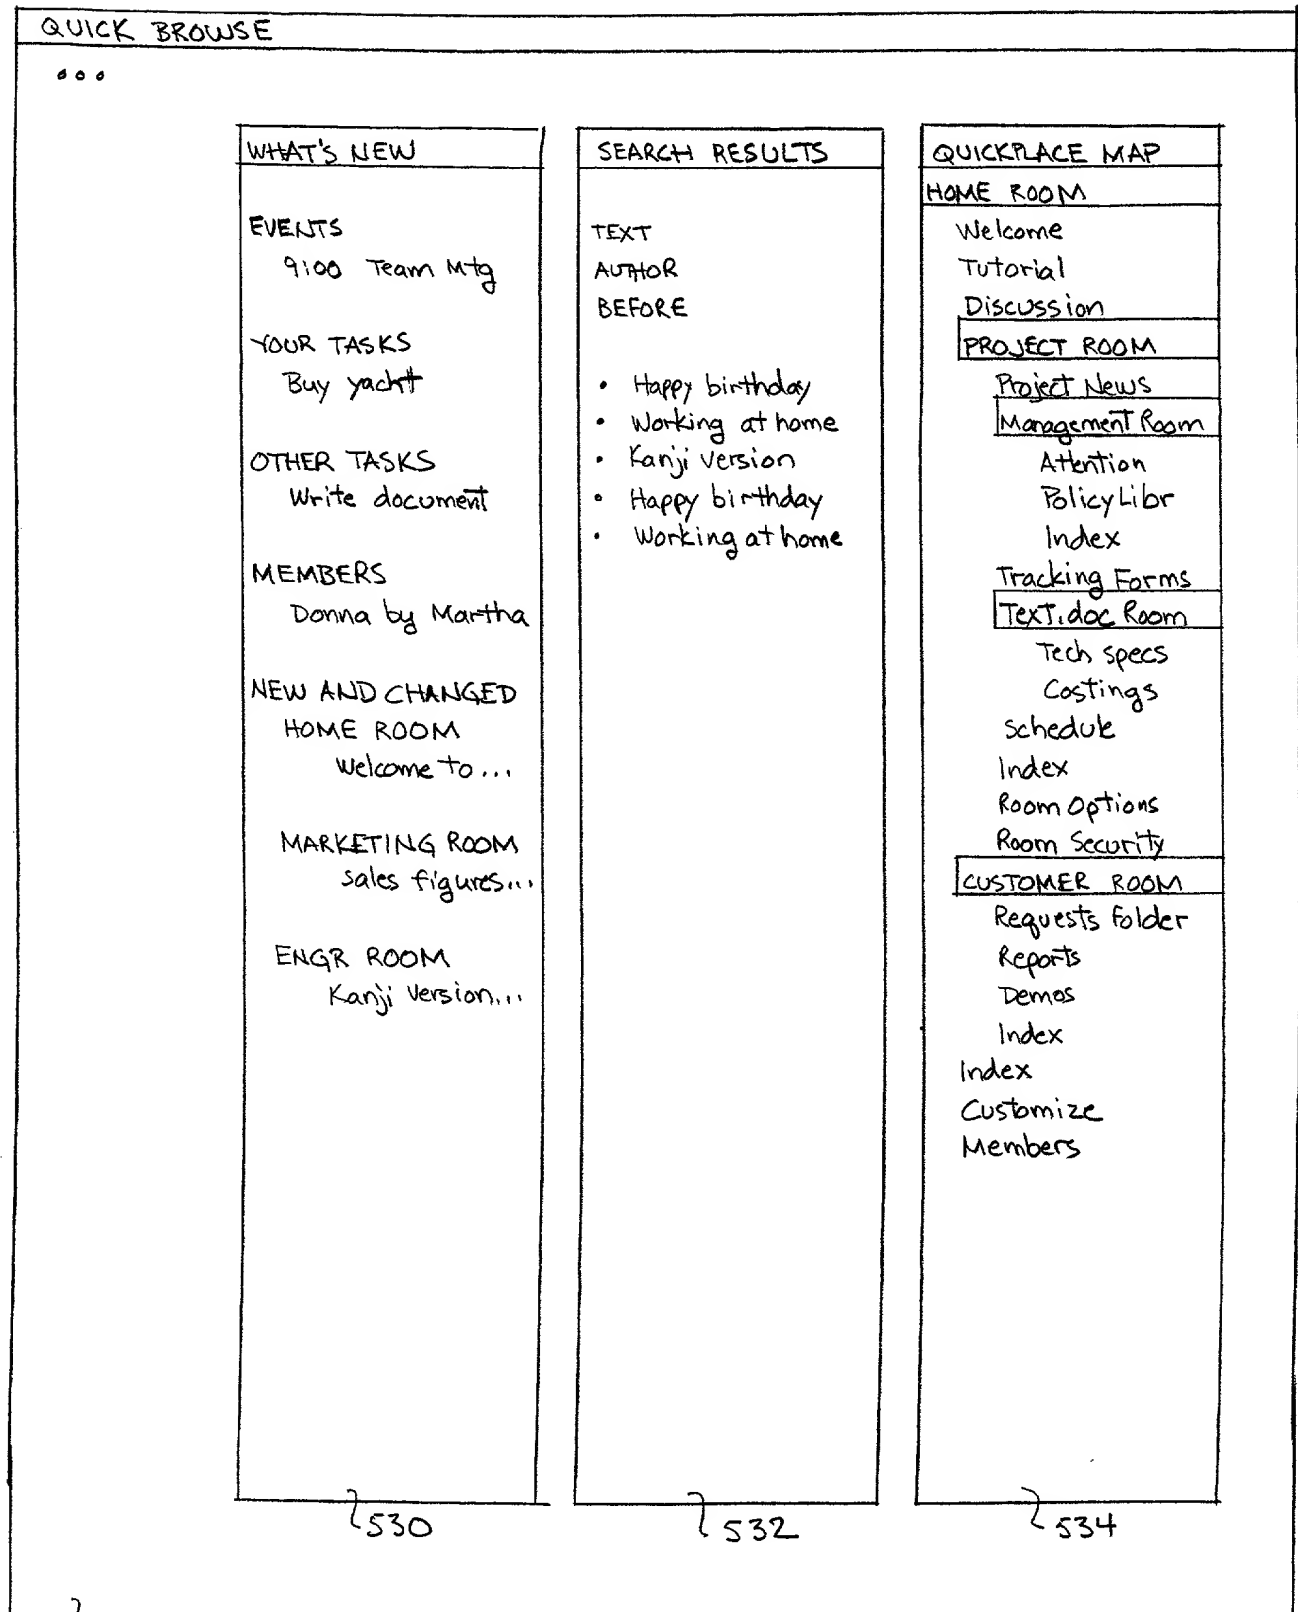 QUICK BROWSE
WHAT'S NEW
EVENTS
9:00 Team Mtg
YOUR TASKS
Buy yacht
OTHER TASKS
Write document
MEMBERS
Donna by Martha
NEW AND CHANGED
HOME ROOM
Welcome to...
MARKETING ROOM
Sales figures...
ENGR ROOM
Kanji Version...
530
SEARCH RESULTS
TEXT
AUTHOR
BEFORE
• Happy birthday
• Working at home
• Kanji version
• Happy birthday
• Working at home
532
QUICKPLACE MAP
HOME ROOM
Welcome
Tutorial
Discussion
PROJECT ROOM
Project News
Management Room
Attention
Policy Libr
Index
Tracking Forms
Text.doc Room
Tech specs
Costings
Schedule
Index
Room Options
Room Security
CUSTOMER ROOM
Requests Folder
Reports
Demos
Index
Index
Customize
Members
534